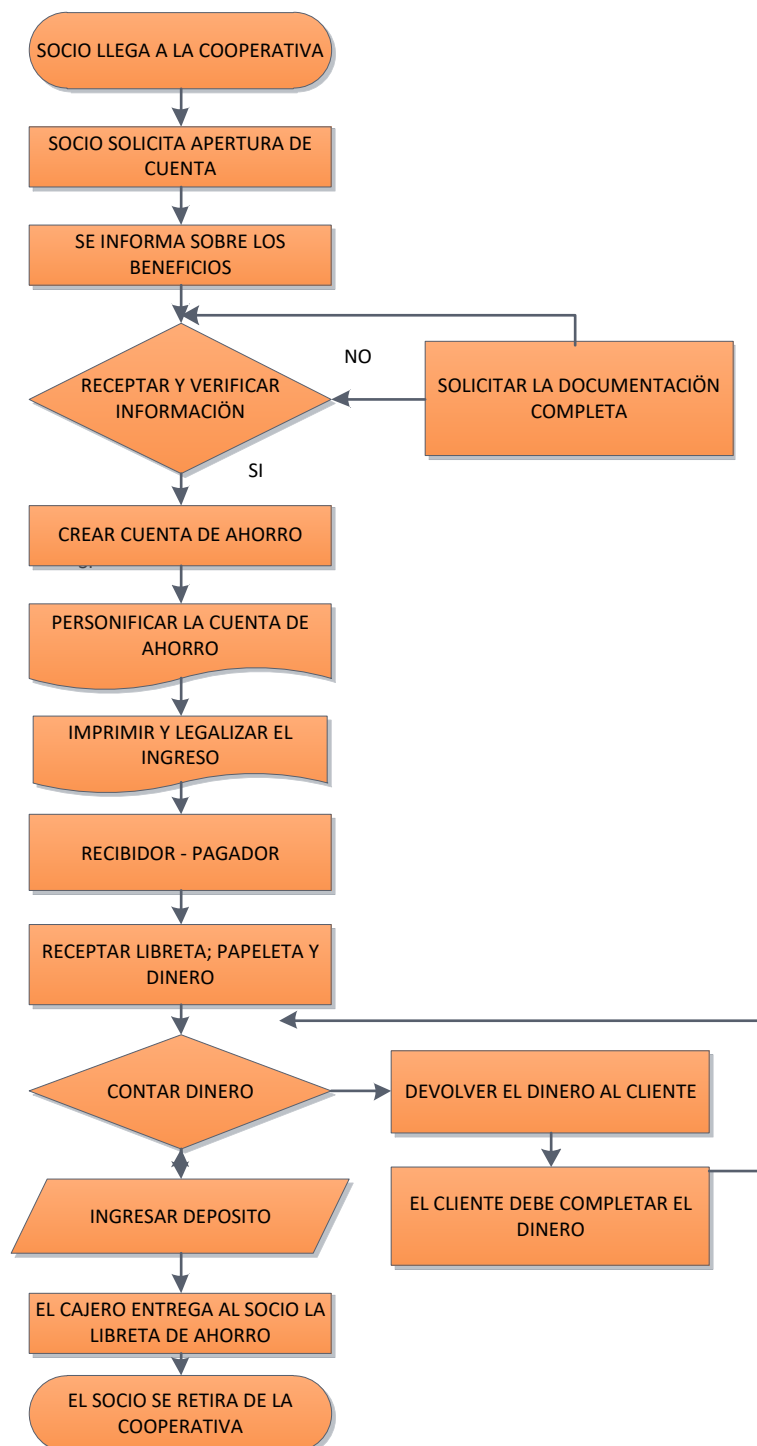 SOCIO LLEGA A LA COOPERATIVA
SOCIO SOLICITA APERTURA DE
CUENTA
SE INFORMA SOBRE LOS
BENEFICIOS
RECEPTAR Y VERIFICAR
INFORMACIÖN
NO
SOLICITAR LA DOCUMENTACIÖN
COMPLETA
SI
CREAR CUENTA DE AHORRO
PERSONIFICAR LA CUENTA DE
AHORRO
IMPRIMIR Y LEGALIZAR EL
INGRESO
RECIBIDOR - PAGADOR
RECEPTAR LIBRETA; PAPELETA Y
DINERO
CONTAR DINERO
DEVOLVER EL DINERO AL CLIENTE
EL CLIENTE DEBE COMPLETAR EL
DINERO
INGRESAR DEPOSITO
EL CAJERO ENTREGA AL SOCIO LA
LIBRETA DE AHORRO
EL SOCIO SE RETIRA DE LA
COOPERATIVA